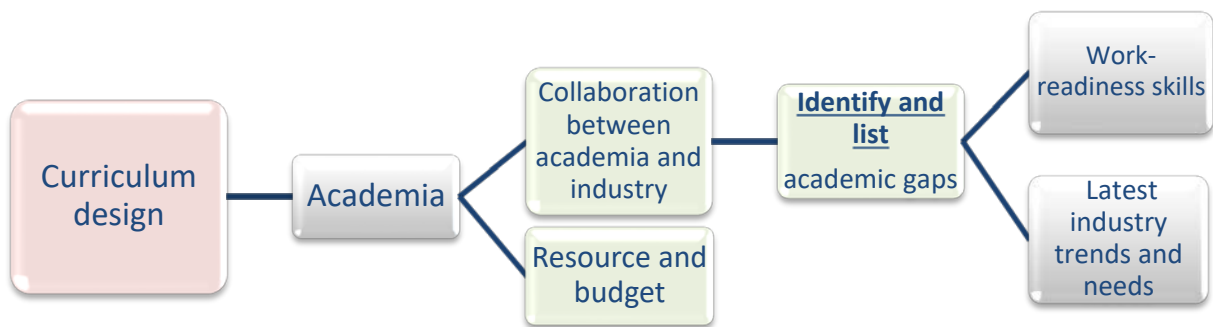 Curriculum
design
Academia
Collaboration
between
academia and
industry
Resource and
budget
Identify and
list
academic gaps
Work-
readiness skills
Latest
industry
trends and
needs